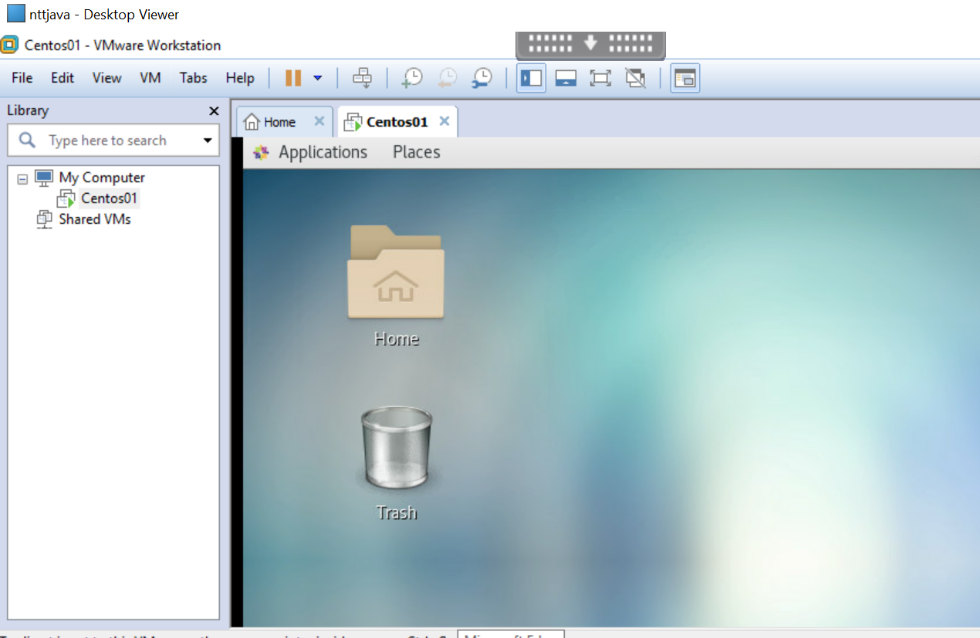 nttjava - Desktop Viewer
Centos01 - VMware Workstation
File Edit View VM Tabs Help
Library
Home
Centos01
Type here to search
Applications Places
My Computer
Centos01
Shared VMs
Home
Trash